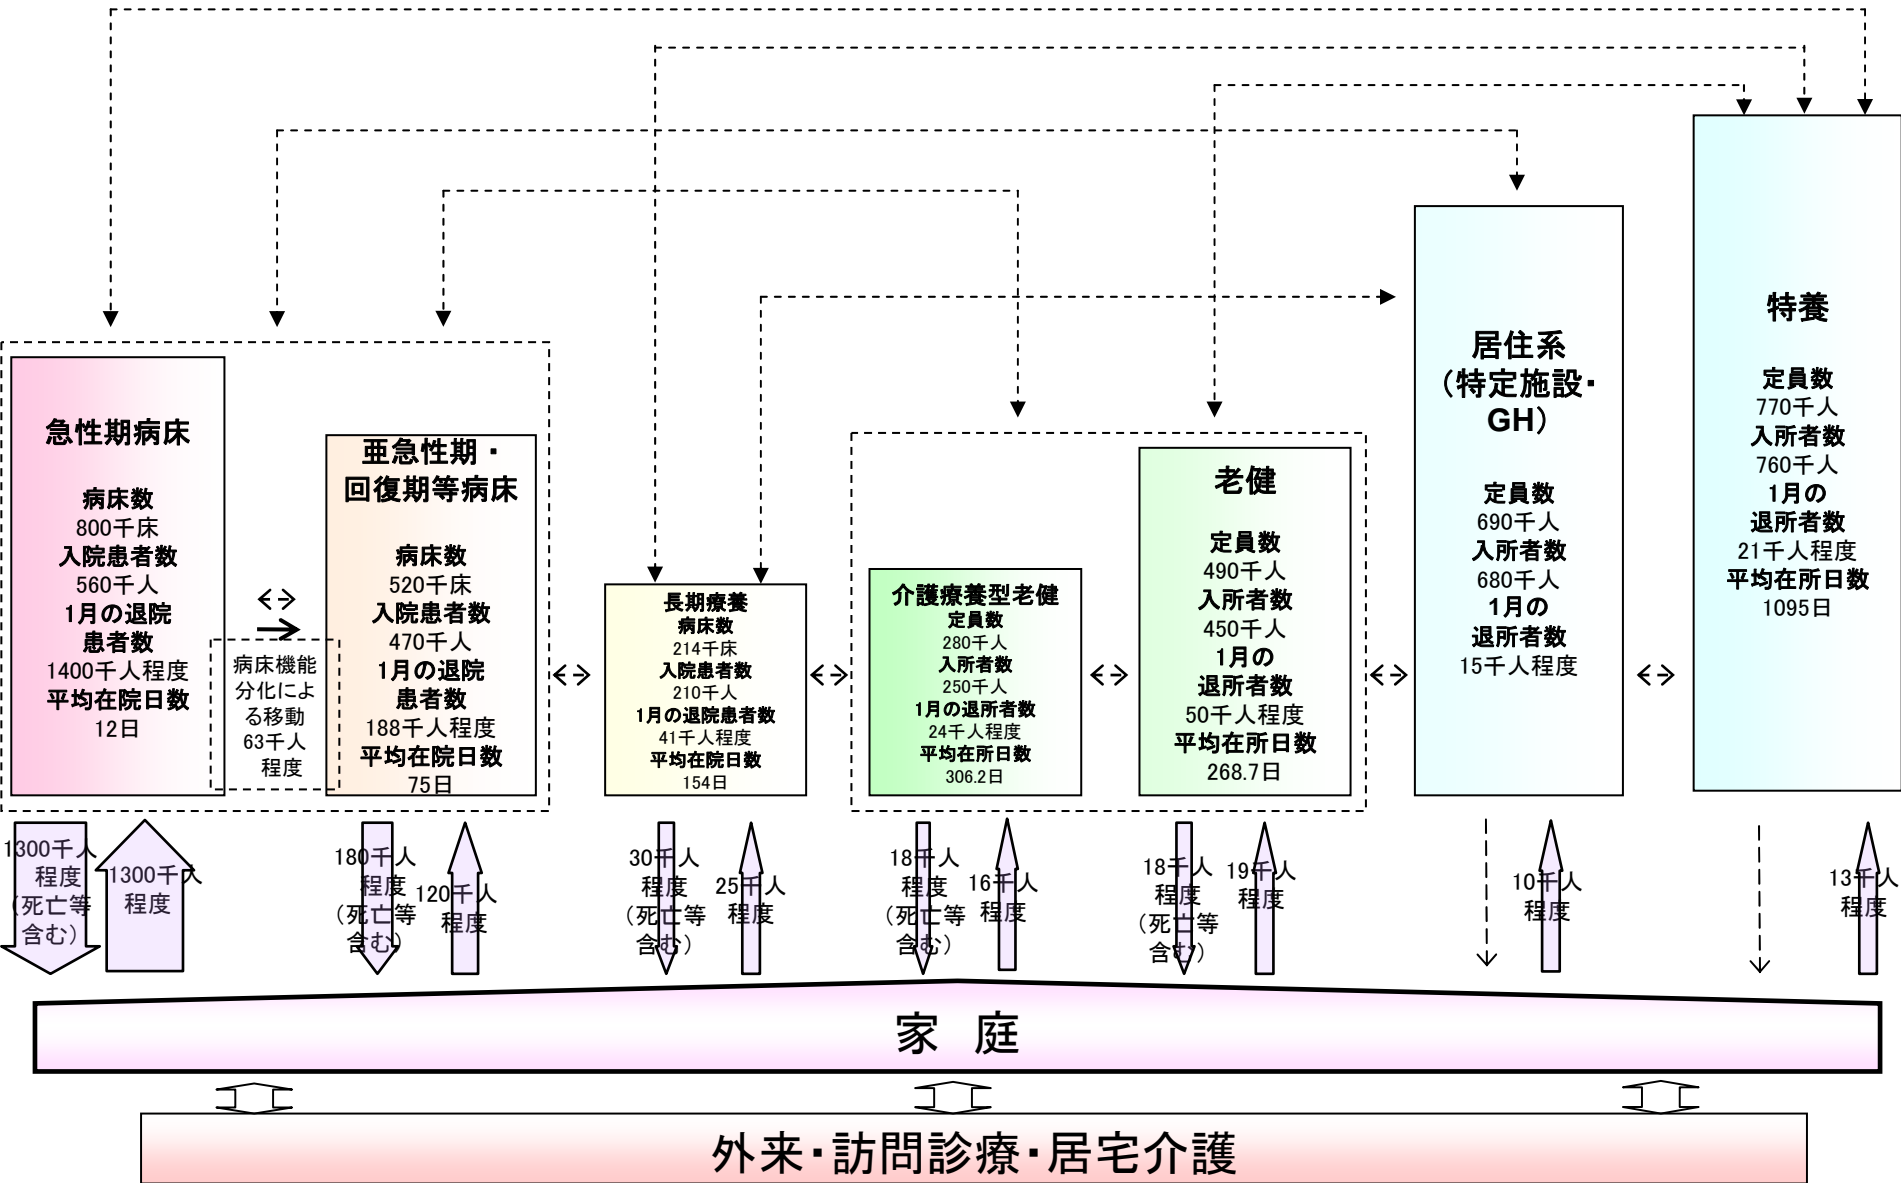 急性期病床
病床数
800千床
入院患者数
560千人
1月の退院
患者数
1400千人程度
平均在院日数
12日
病床機能
分化によ
る移動
63千人
程度
亜急性期・
回復期等病床
病床数
520千床
入院患者数
470千人
1月の退院
患者数
188千人程度
平均在院日数
75日
長期療養
病床数
214千床
入院患者数
210千人
1月の退院患者数
41千人程度
平均在院日数
154日
介護療養型老健
定員数
280千人
入所者数
250千人
1月の退所者数
24千人程度
平均在所日数
306.2日
老健
定員数
490千人
入所者数
450千人
1月の
退所者数
50千人程度
平均在所日数
268.7日
居住系
（特定施設・
GH）
定員数
690千人
入所者数
680千人
1月の
退所者数
15千人程度
特養
定員数
770千人
入所者数
760千人
1月の
退所者数
21千人程度
平均在所日数
1095日
1300千人
程度
（死亡等
含む）
1300千人
程度
180千人
程度
（死亡等
含む）
120千人
程度
30千人
程度
（死亡等
含む）
25千人
程度
18千人
程度
（死亡等
含む）
16千人
程度
18千人
程度
（死亡等
含む）
19千人
程度
10千人
程度
13千人
程度
家　庭
外来・訪問診療・居宅介護